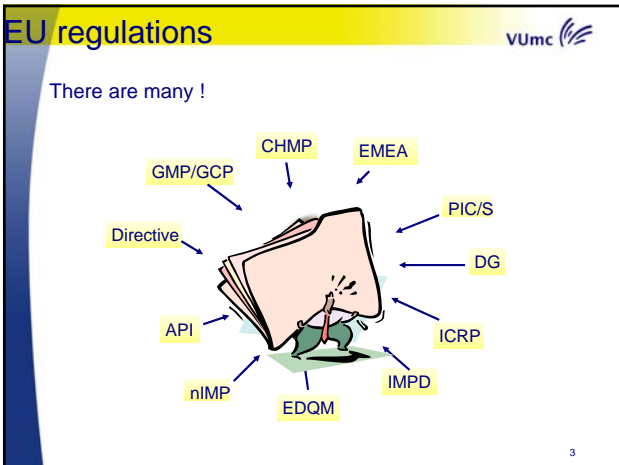 EU regulations
VUmc
There are many !
CHMP
EMEA
GMP/GCP
PIC/S
Directive
DG
API
ICRP
nIMP
IMPD
EDQM
3